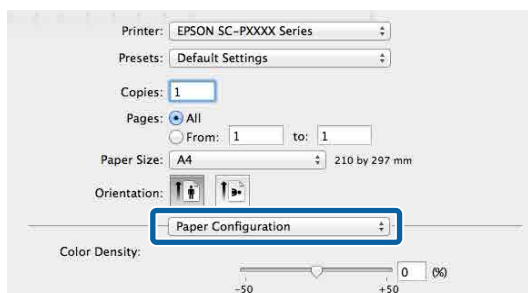 Printer: EPSON SC-PXXXX Series
Presets: Default Settings
Copies: 1
Pages: All
From: 1 to: 1
Paper Size: A4 210 by 297 mm
Orientation:
Paper Configuration
Color Density:
0 (%)
-50 +50